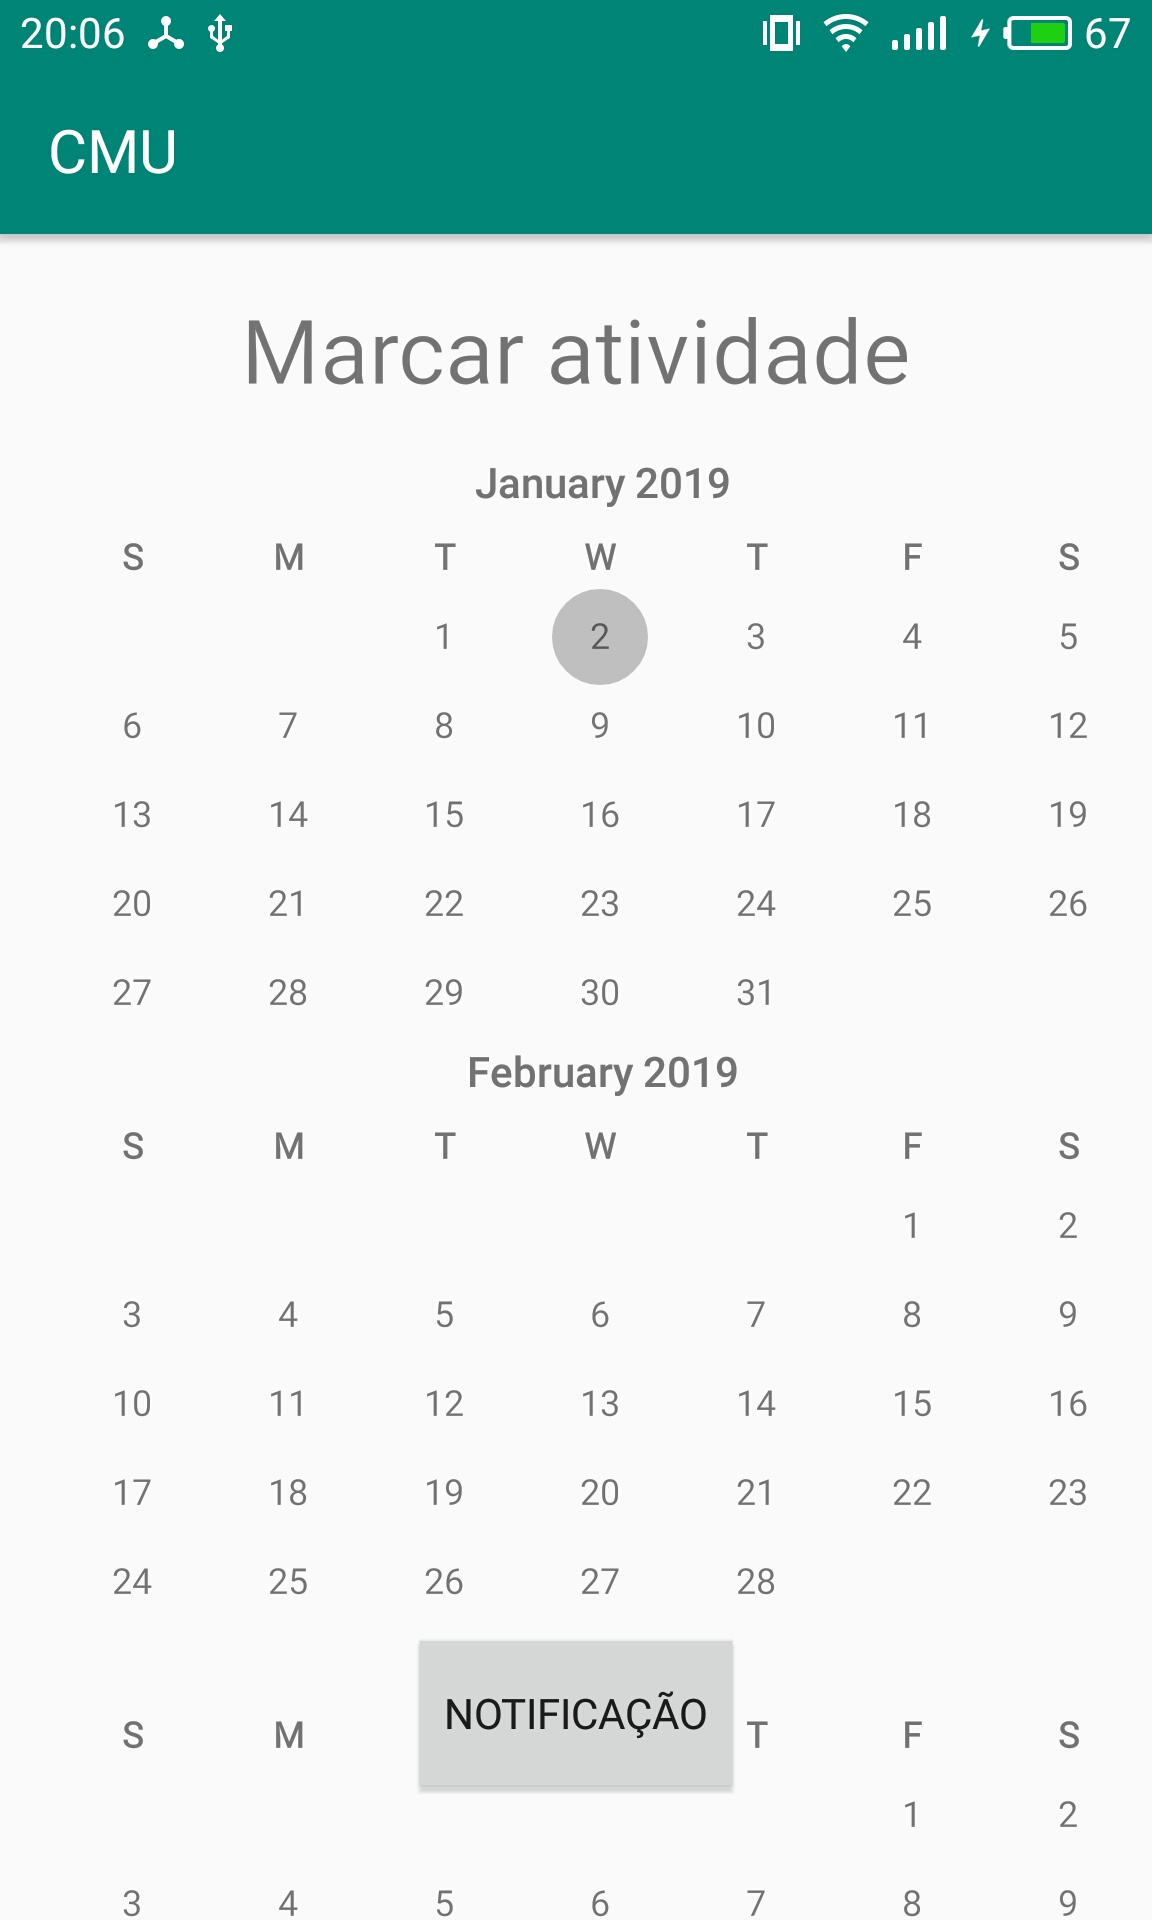 20:06 67
CMU
Marcar atividade
January 2019
S M T W T F S
1 2 3 4 5
6 7 8 9 10 11 12
13 14 15 16 17 18 19
20 21 22 23 24 25 26
27 28 29 30 31
February 2019
S M T W T F S
1 2
3 4 5 6 7 8 9
10 11 12 13 14 15 16
17 18 19 20 21 22 23
24 25 26 27 28
NOTIFICAÇÃO
S M T F S
1 2
3 4 5 6 7 8 9